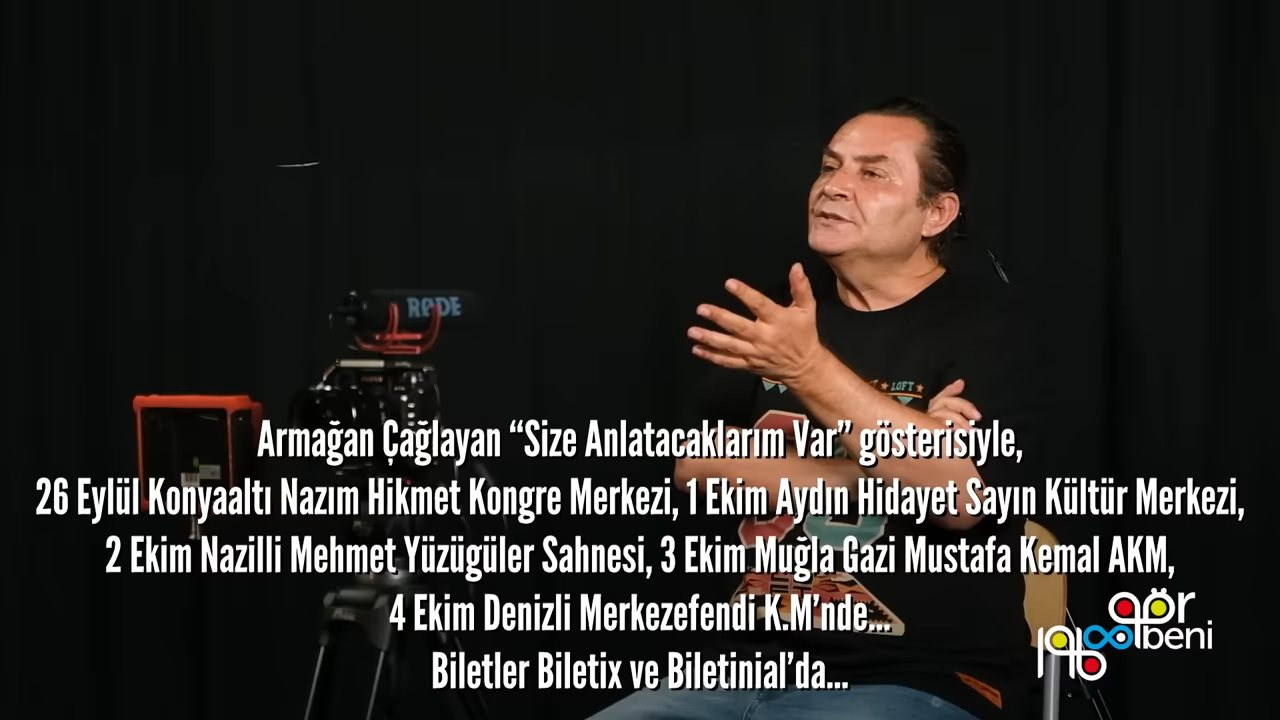 RØDE
LOFT
Armağan Çağlayan “Size Anlatacaklarım Var” gösterisiyle,
26 Eylül Konyaaltı Nazım Hikmet Kongre Merkezi, 1 Ekim Aydın Hidayet Sayın Kültür Merkezi,
2 Ekim Nazilli Mehmet Yüzügüler Sahnesi, 3 Ekim Muğla Gazi Mustafa Kemal AKM,
4 Ekim Denizli Merkezefendi K.M’nde...
Biletler Biletix ve Biletinial’da...
gör
beni